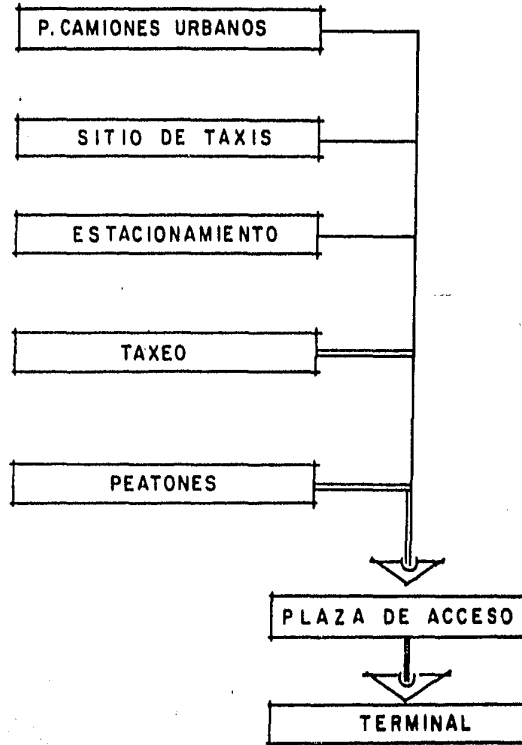 P. CAMIONES URBANOS
SITIO DE TAXIS
ESTACIONAMIENTO
TAXEO
PEATONES
PLAZA DE ACCESO
TERMINAL